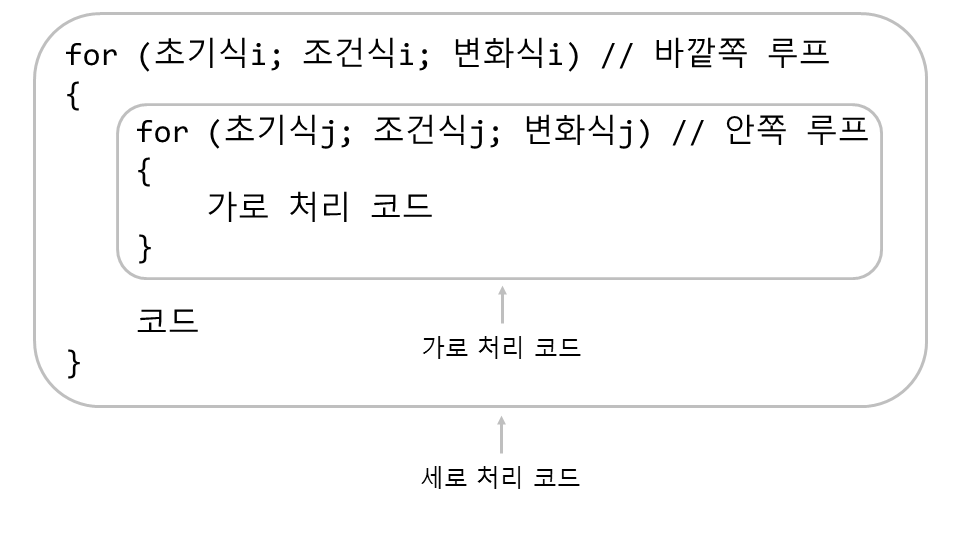 for (초기식i; 조건식i; 변화식i) // 바깥쪽 루프
{
for (초기식j; 조건식j; 변화식j) // 안쪽 루프
{
가로 처리 코드
}
코드
가로 처리 코드
}
세로 처리 코드